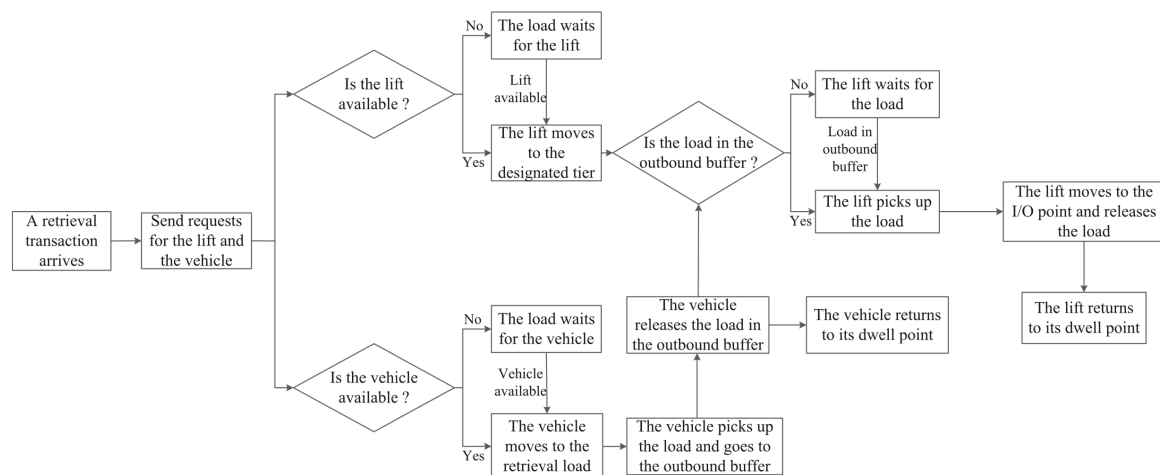 A retrieval
transaction
arrives
Send requests
for the lift and
the vehicle
Is the lift
available ?
No
The load waits
for the lift
Lift
available
Yes
The lift moves
to the
designated tier
Is the load in the
outbound buffer ?
No
The lift waits for
the load
Load in
outbound
buffer
Yes
The lift picks up
the load
The lift moves to the
I/O point and releases
the load
The lift returns
to its dwell point
Is the vehicle
available ?
No
The load waits
for the vehicle
Vehicle
available
Yes
The vehicle
moves to the
retrieval load
The vehicle picks up
the load and goes to
the outbound buffer
The vehicle
releases the load in
the outbound buffer
The vehicle returns
to its dwell point